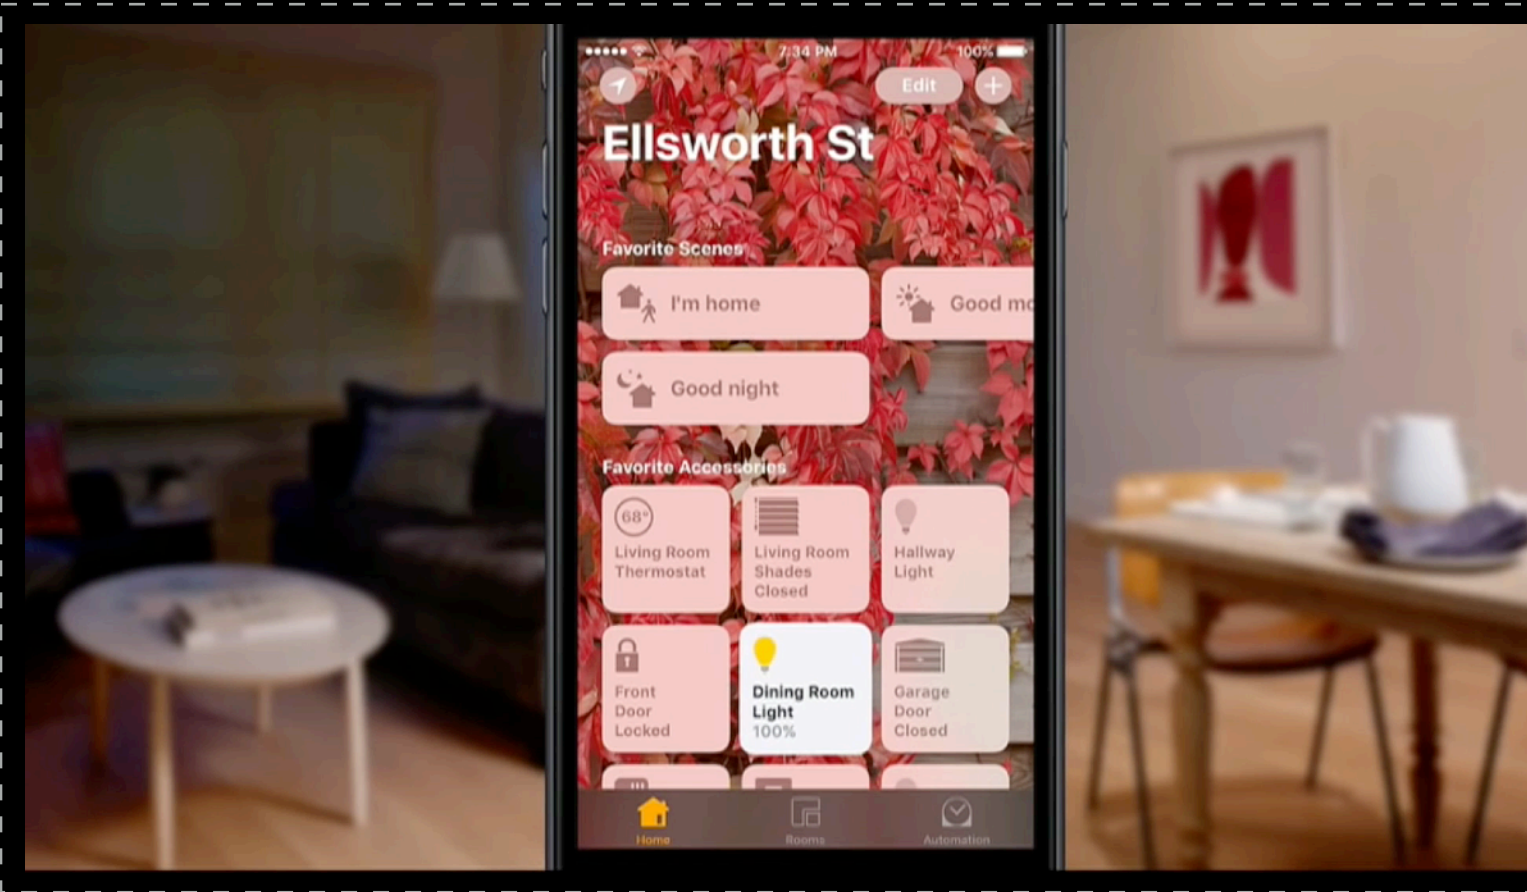 7:34 PM
100%
Edit
Ellsworth St
Favorite Scenes
I'm home
Good mo
Good night
Favorite Accessories
68°
Living Room
Thermostat
Living Room
Shades
Closed
Hallway
Light
Front
Door
Locked
Dining Room
Light
100%
Garage
Door
Closed
Home
Rooms
Automation